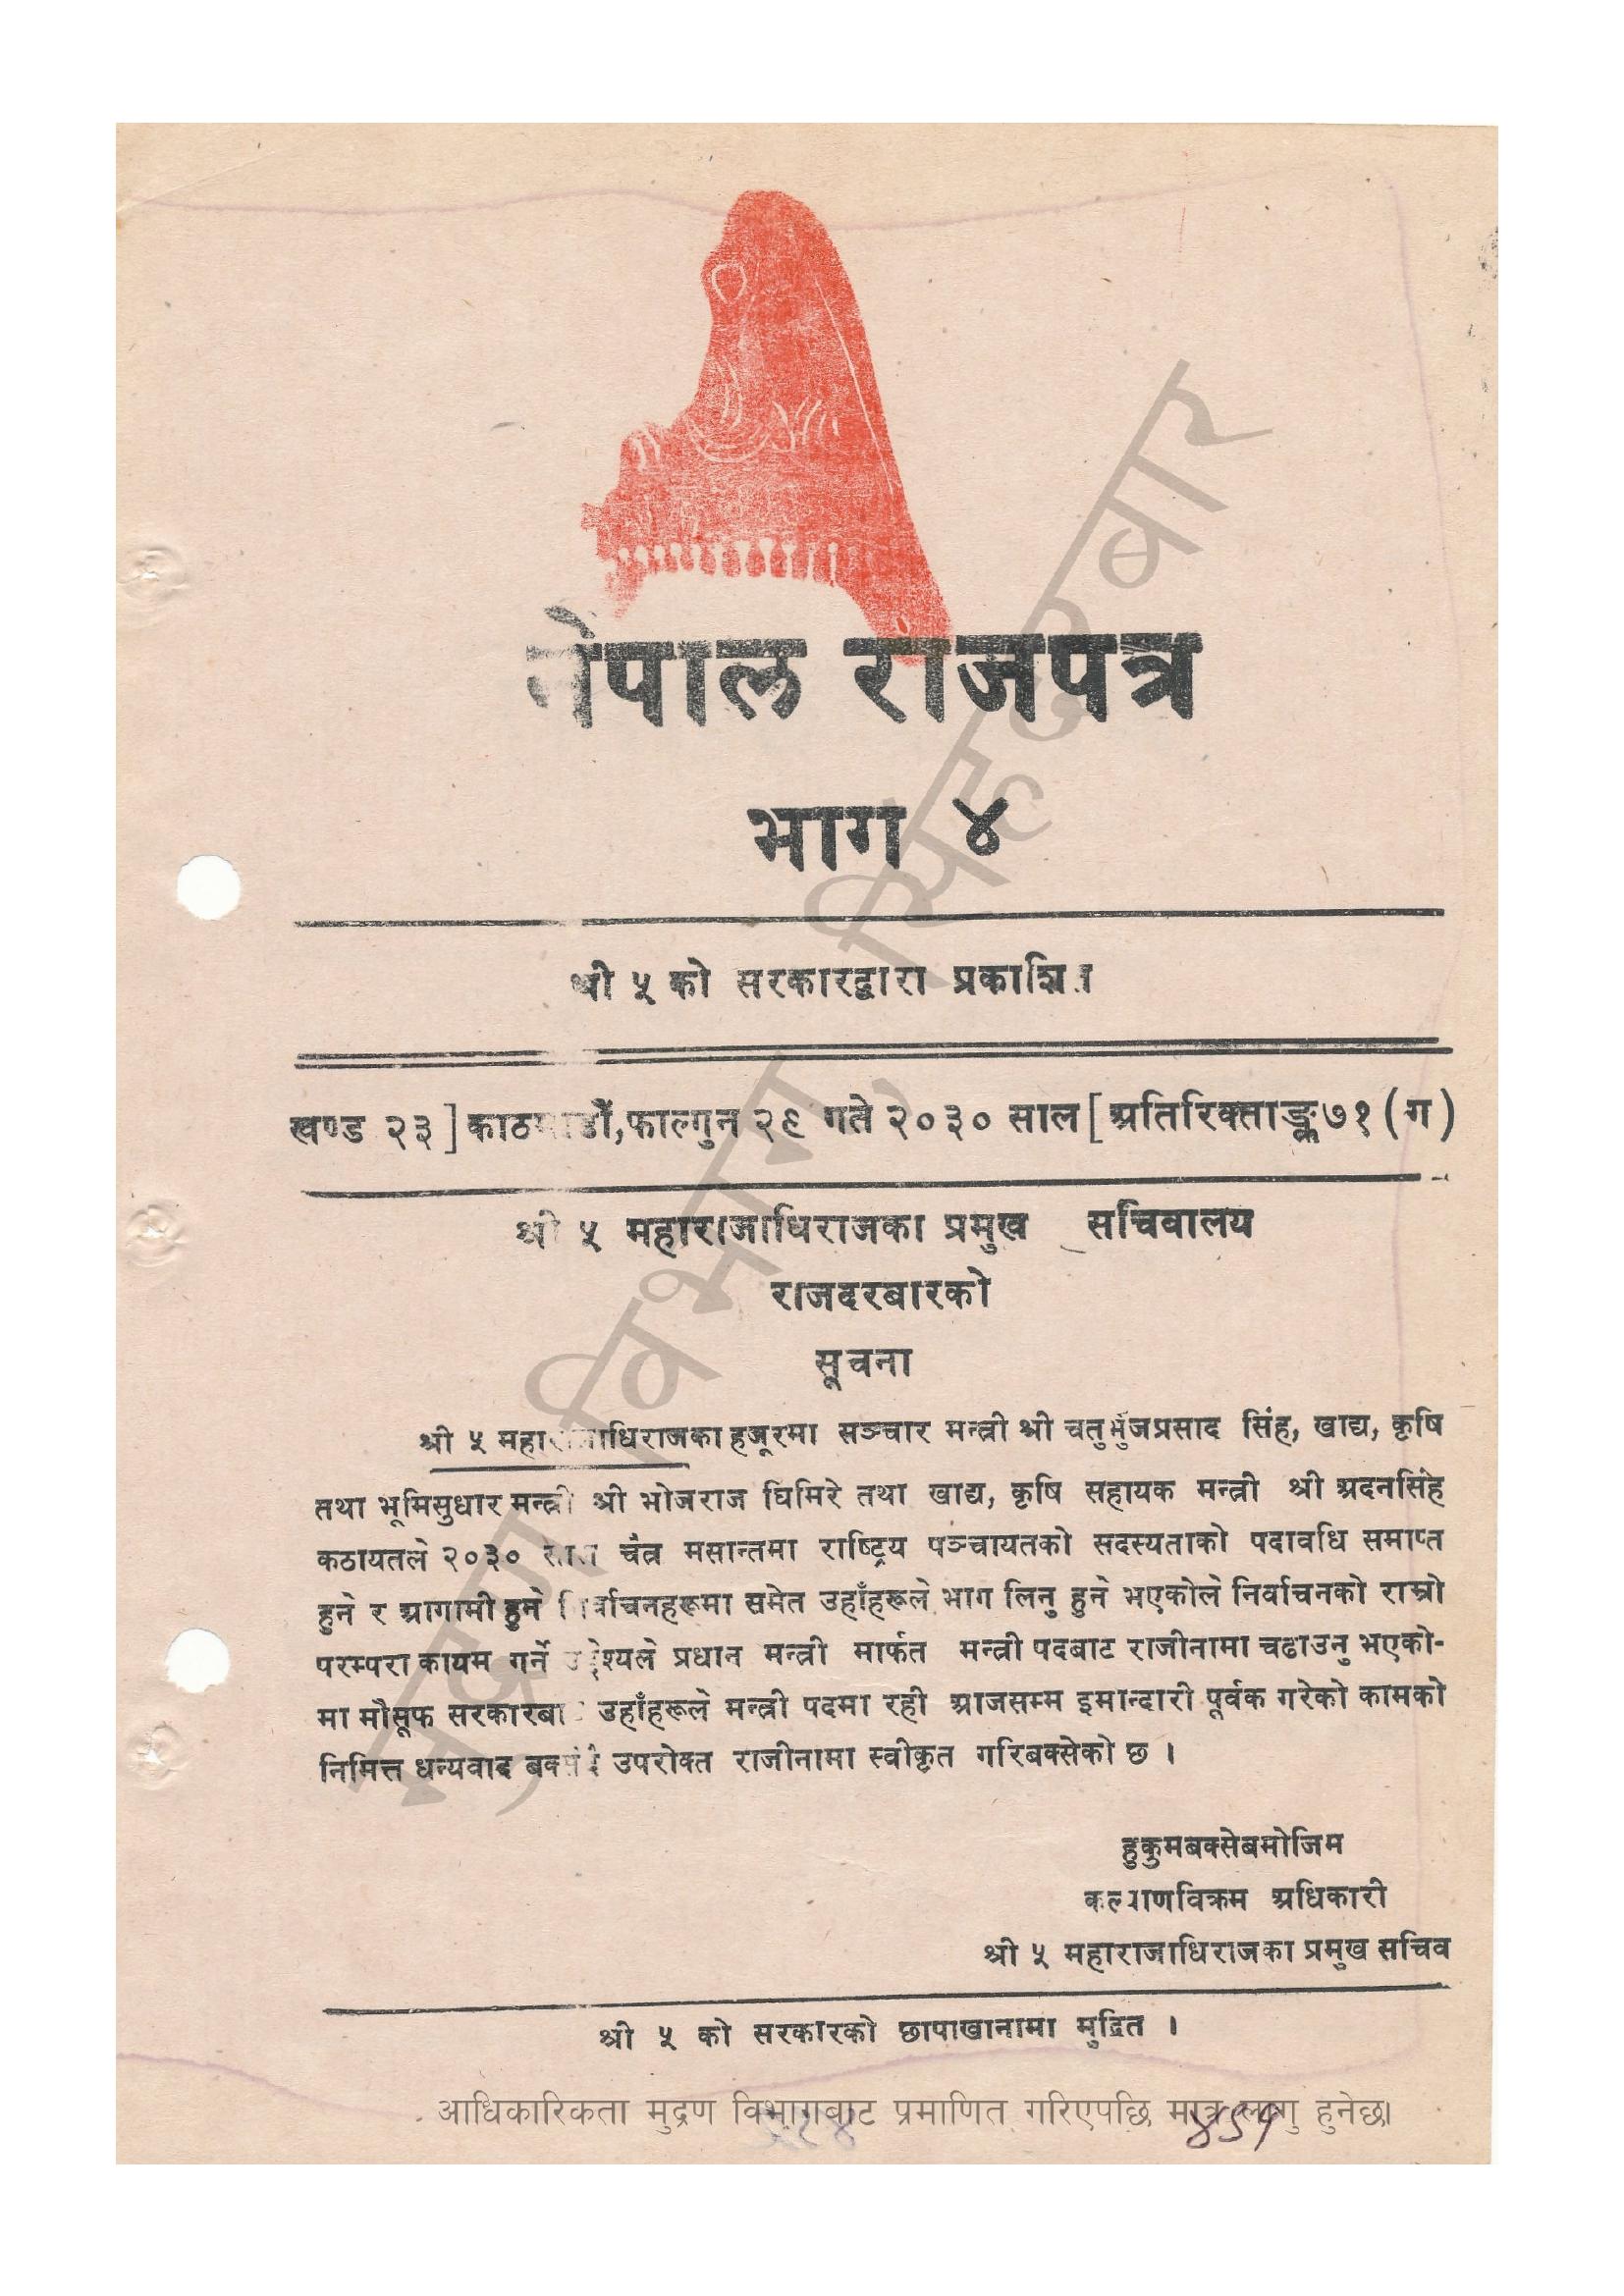 नेपाल राजपत्र
भाग ४
श्री ५ को सरकारद्वारा प्रकाशित
खण्ड २३] काठमाडौं, फाल्गुन २९ गते २०३० साल [अतिरिक्ताङ्क ७१ (ग)
श्री ५ महाराजाधिराजका प्रमुख सचिवालय
राजदरबारको
सूचना
श्री ५ महाराजाधिराजका हजूरमा सञ्चार मन्त्री श्री चतुर्भुजप्रसाद सिंह, खाद्य, कृषि
तथा भूमिसुधार मन्त्री श्री भोजराज घिमिरे तथा खाद्य, कृषि सहायक मन्त्री श्री अदनसिंह
कठायतले २०३० साल चैत्र मसान्तमा राष्ट्रिय पञ्चायतको सदस्यताको पदावधि समाप्त
हुने र आगामी हुने निर्वाचनहरूमा समेत उहाँहरूले भाग लिनु हुने भएकोले निर्वाचनको राम्रो
परम्परा कायम गर्ने उद्देश्यले प्रधान मन्त्री मार्फत मन्त्री पदबाट राजीनामा चढाउनु भएको-
मा मौसूफ सरकारबाट उहाँहरूले मन्त्री पदमा रही आजसम्म इमान्दारी पूर्वक गरेको कामको
निमित्त धन्यवाद बक्सँदै उपरोक्त राजीनामा स्वीकृत गरिबक्सेको छ ।
हुकुमबक्सेबमोजिम
कल्याणविक्रम अधिकारी
श्री ५ महाराजाधिराजका प्रमुख सचिव
श्री ५ को सरकारको छापाखानामा मुद्रित ।
आधिकारिकता मुद्रण विभागबाट प्रमाणित गरिएपछि मात्र लागु हुनेछ।
मुद्रण विभाग, सिंहदरबार